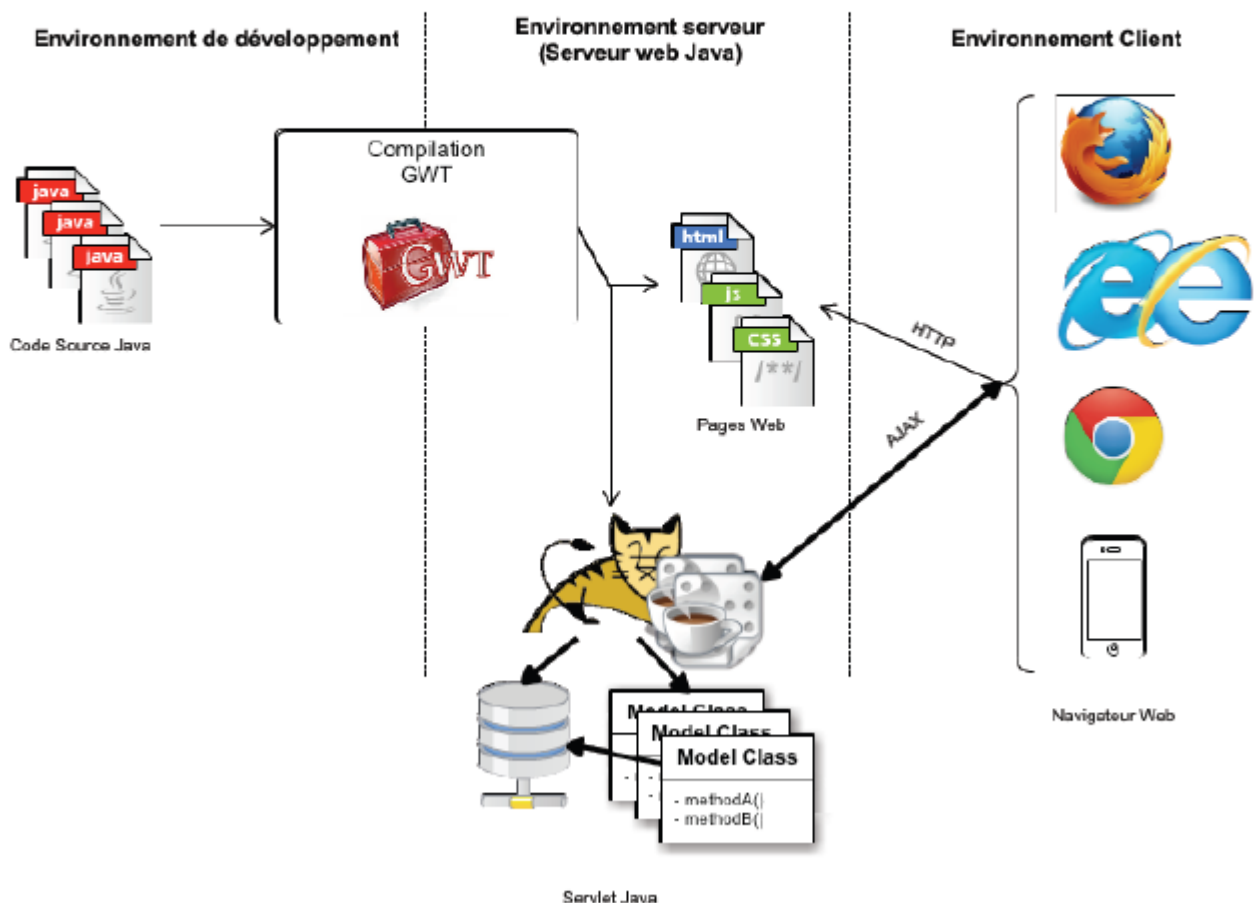 Environnement de développement
Environnement serveur
(Serveur web Java)
Environnement Client
Compilation
GWT
java
java
java
GWT
Code Source Java
html
js
css
/**/
Pages Web
HTTP
AJAX
Navigateur Web
Model Class
Model Class
Model Class
- methodA()
- methodB()
Servlet Java